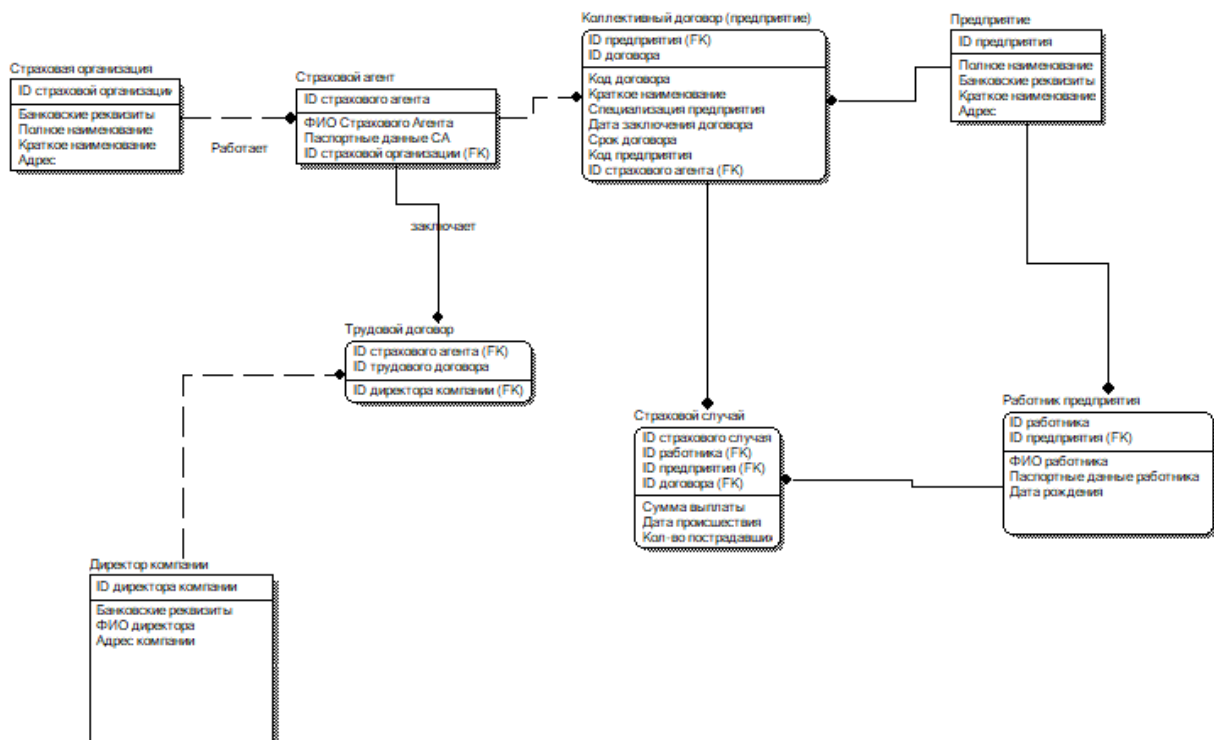 Страховая организация
ID страховой организации
Банковские реквизиты
Полное наименование
Краткое наименование
Адрес
Работает
Страховой агент
ID страхового агента
ФИО Страхового Агента
Паспортные данные СА
ID страховой организации (FK)
заключает
Коллективный договор (предприятие)
ID предприятия (FK)
ID договора
Код договора
Краткое наименование
Специализация предприятия
Дата заключения договора
Срок договора
Код предприятия
ID страхового агента (FK)
Предприятие
ID предприятия
Полное наименование
Банковские реквизиты
Краткое наименование
Адрес
Трудовой договор
ID страхового агента (FK)
ID трудового договора
ID директора компании (FK)
Страховой случай
ID страхового случая
ID работника (FK)
ID предприятия (FK)
ID договора (FK)
Сумма выплаты
Дата происшествия
Кол-во пострадавших
Работник предприятия
ID работника
ID предприятия (FK)
ФИО работника
Паспортные данные работника
Дата рождения
Директор компании
ID директора компании
Банковские реквизиты
ФИО директора
Адрес компании